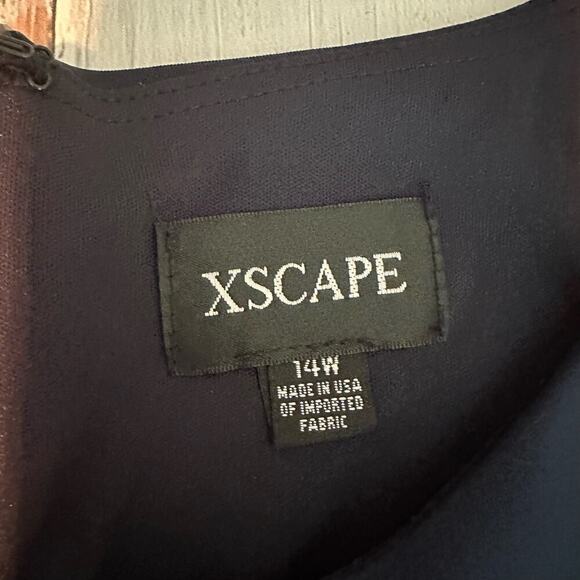 XSCAPE
14W
MADE IN USA
OF IMPORTED
FABRIC